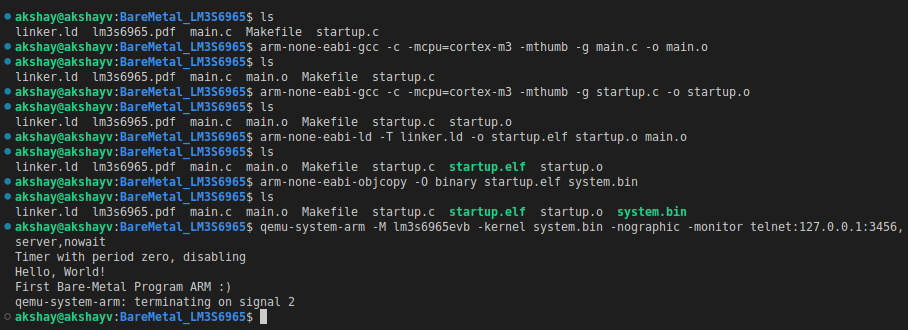 akshay@akshayv:BareMetal_LM3S6965$ ls
linker.ld  lm3s6965.pdf  main.c  Makefile  startup.c
akshay@akshayv:BareMetal_LM3S6965$ arm-none-eabi-gcc -c -mcpu=cortex-m3 -mthumb -g main.c -o main.o
akshay@akshayv:BareMetal_LM3S6965$ ls
linker.ld  lm3s6965.pdf  main.c  main.o  Makefile  startup.c
akshay@akshayv:BareMetal_LM3S6965$ arm-none-eabi-gcc -c -mcpu=cortex-m3 -mthumb -g startup.c -o startup.o
akshay@akshayv:BareMetal_LM3S6965$ ls
linker.ld  lm3s6965.pdf  main.c  main.o  Makefile  startup.c  startup.o
akshay@akshayv:BareMetal_LM3S6965$ arm-none-eabi-ld -T linker.ld -o startup.elf startup.o main.o
akshay@akshayv:BareMetal_LM3S6965$ ls
linker.ld  lm3s6965.pdf  main.c  main.o  Makefile  startup.c  startup.elf  startup.o
akshay@akshayv:BareMetal_LM3S6965$ arm-none-eabi-objcopy -O binary startup.elf system.bin
akshay@akshayv:BareMetal_LM3S6965$ ls
linker.ld  lm3s6965.pdf  main.c  main.o  Makefile  startup.c  startup.elf  startup.o  system.bin
akshay@akshayv:BareMetal_LM3S6965$ qemu-system-arm -M lm3s6965evb -kernel system.bin -nographic -monitor telnet:127.0.0.1:3456,
server,nowait
Timer with period zero, disabling
Hello, World!
First Bare-Metal Program ARM :)
qemu-system-arm: terminating on signal 2
akshay@akshayv:BareMetal_LM3S6965$